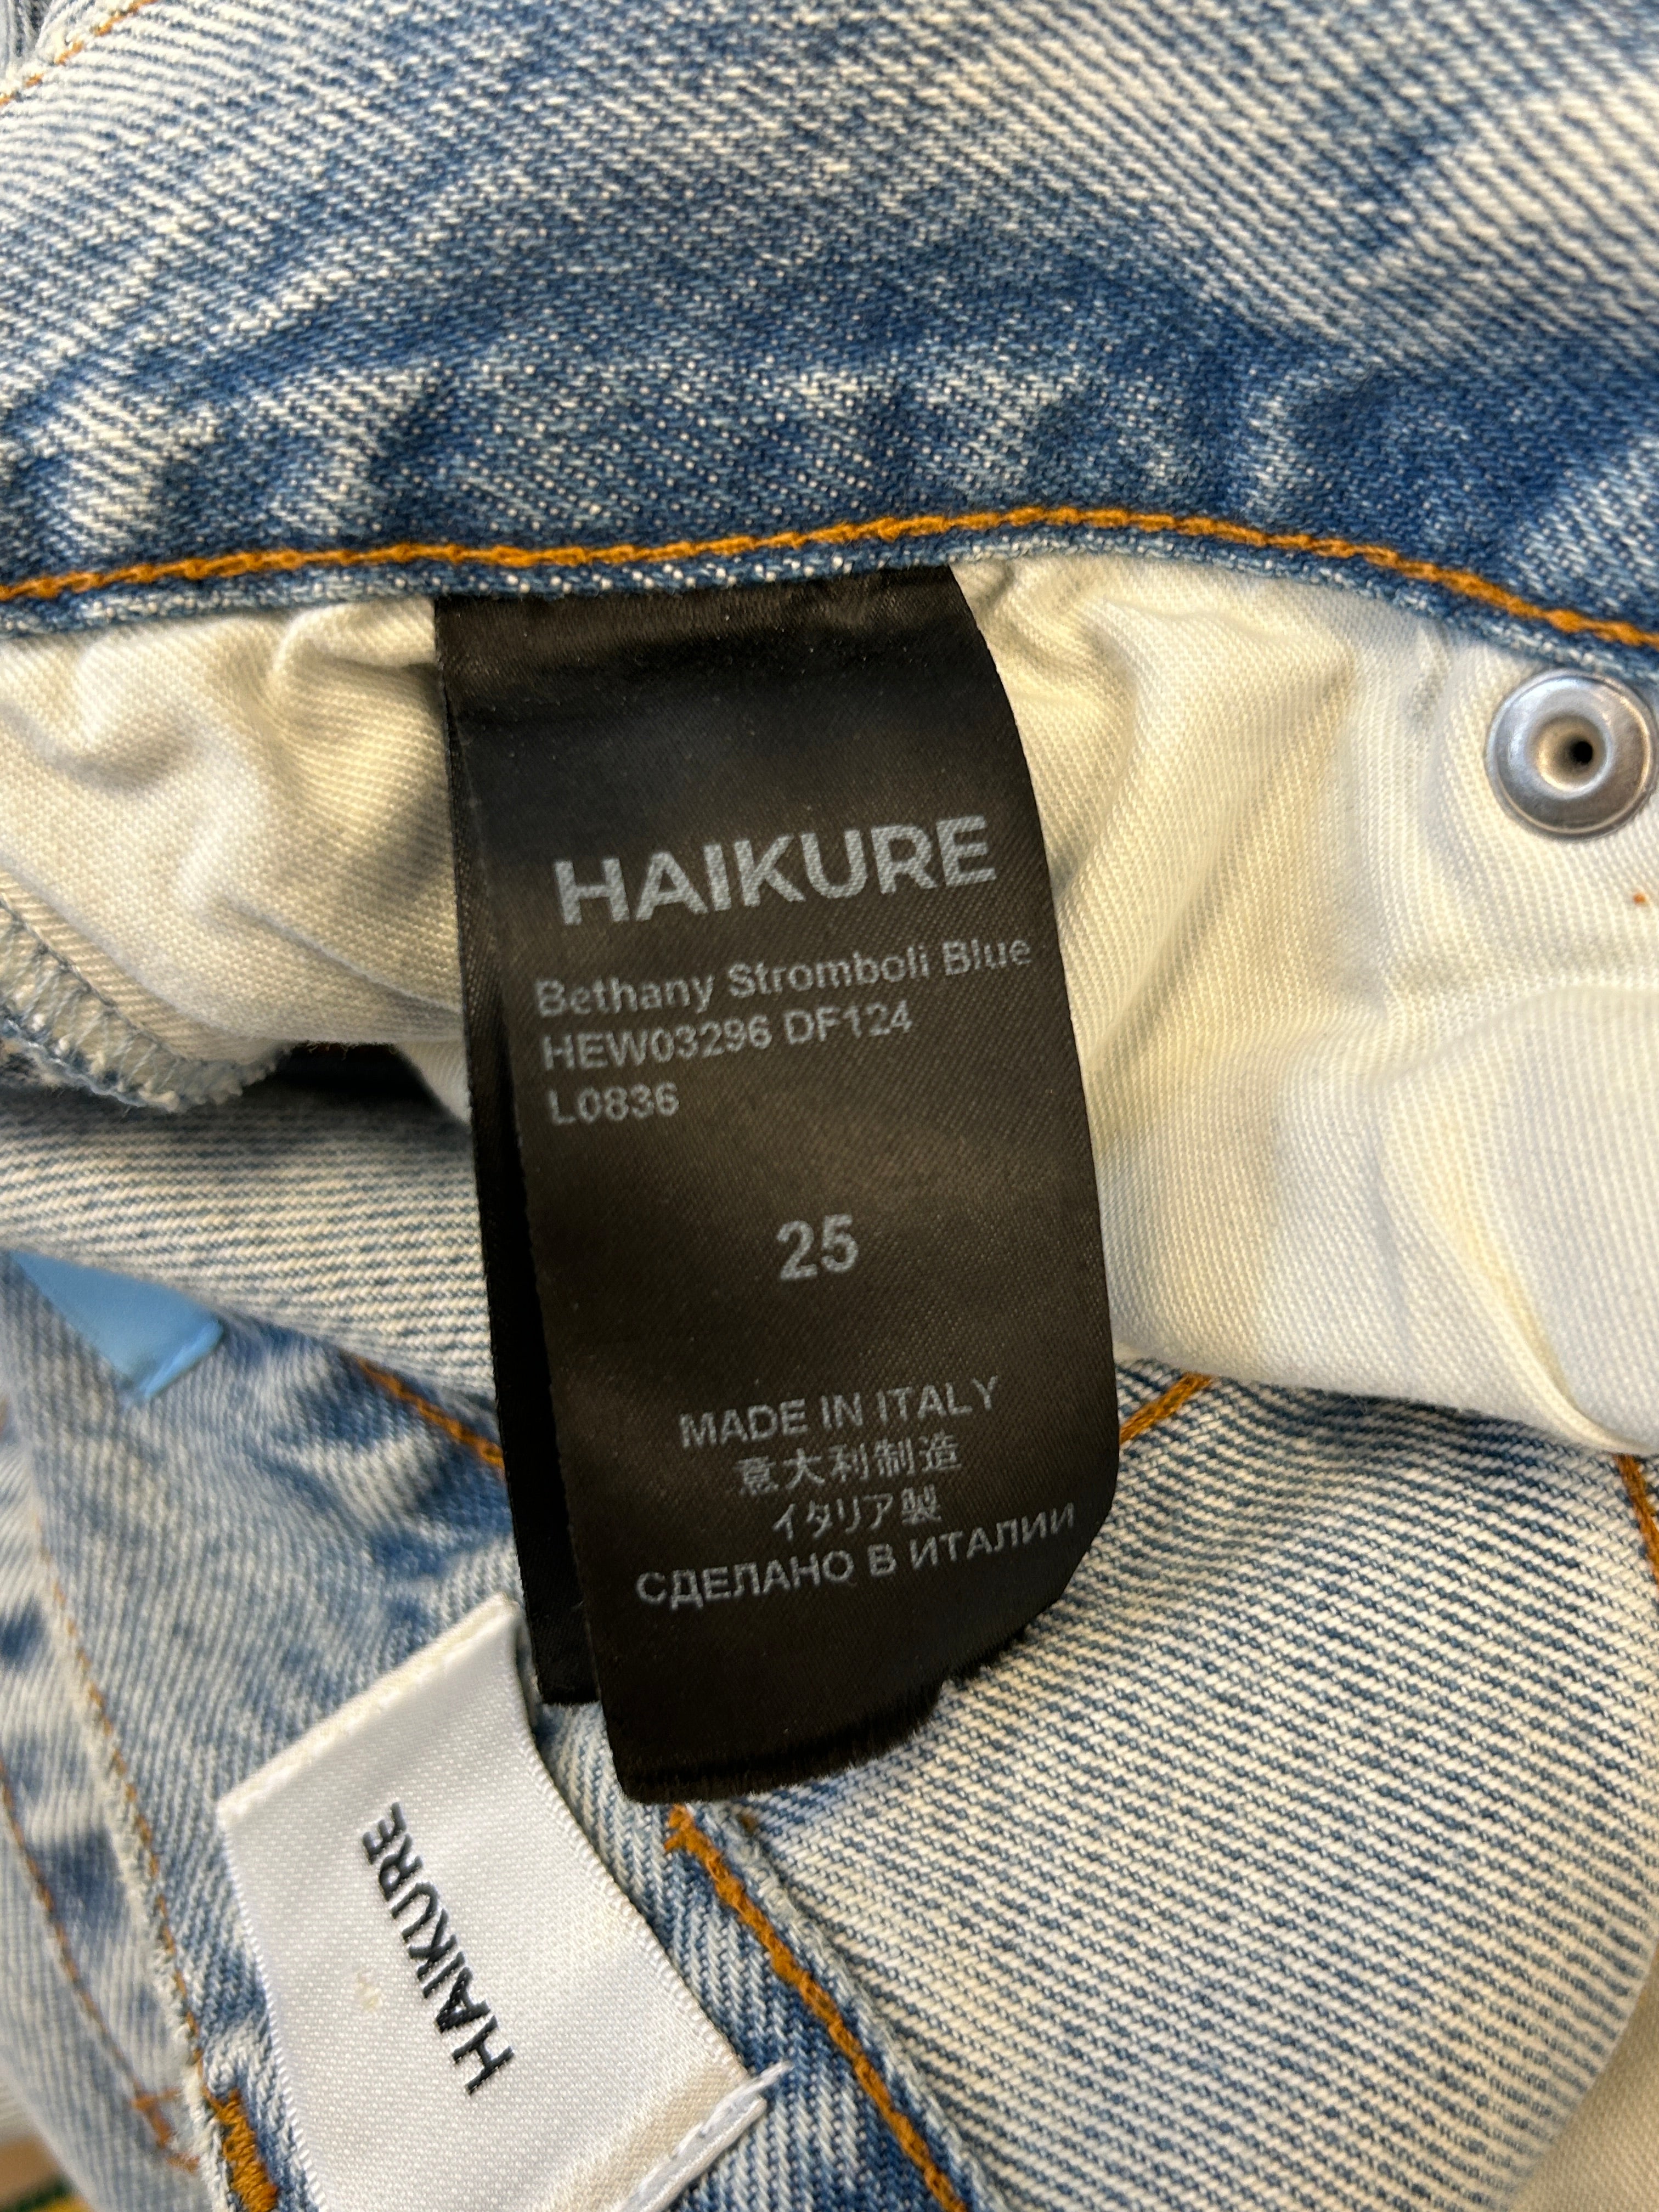 HAIKURE
Bethany Stromboli Blue
HEW03296 DF124
L0836
25
MADE IN ITALY
意大利制造
イタリア製
СДЕЛАНО В ИТАЛИИ
HAIKURE